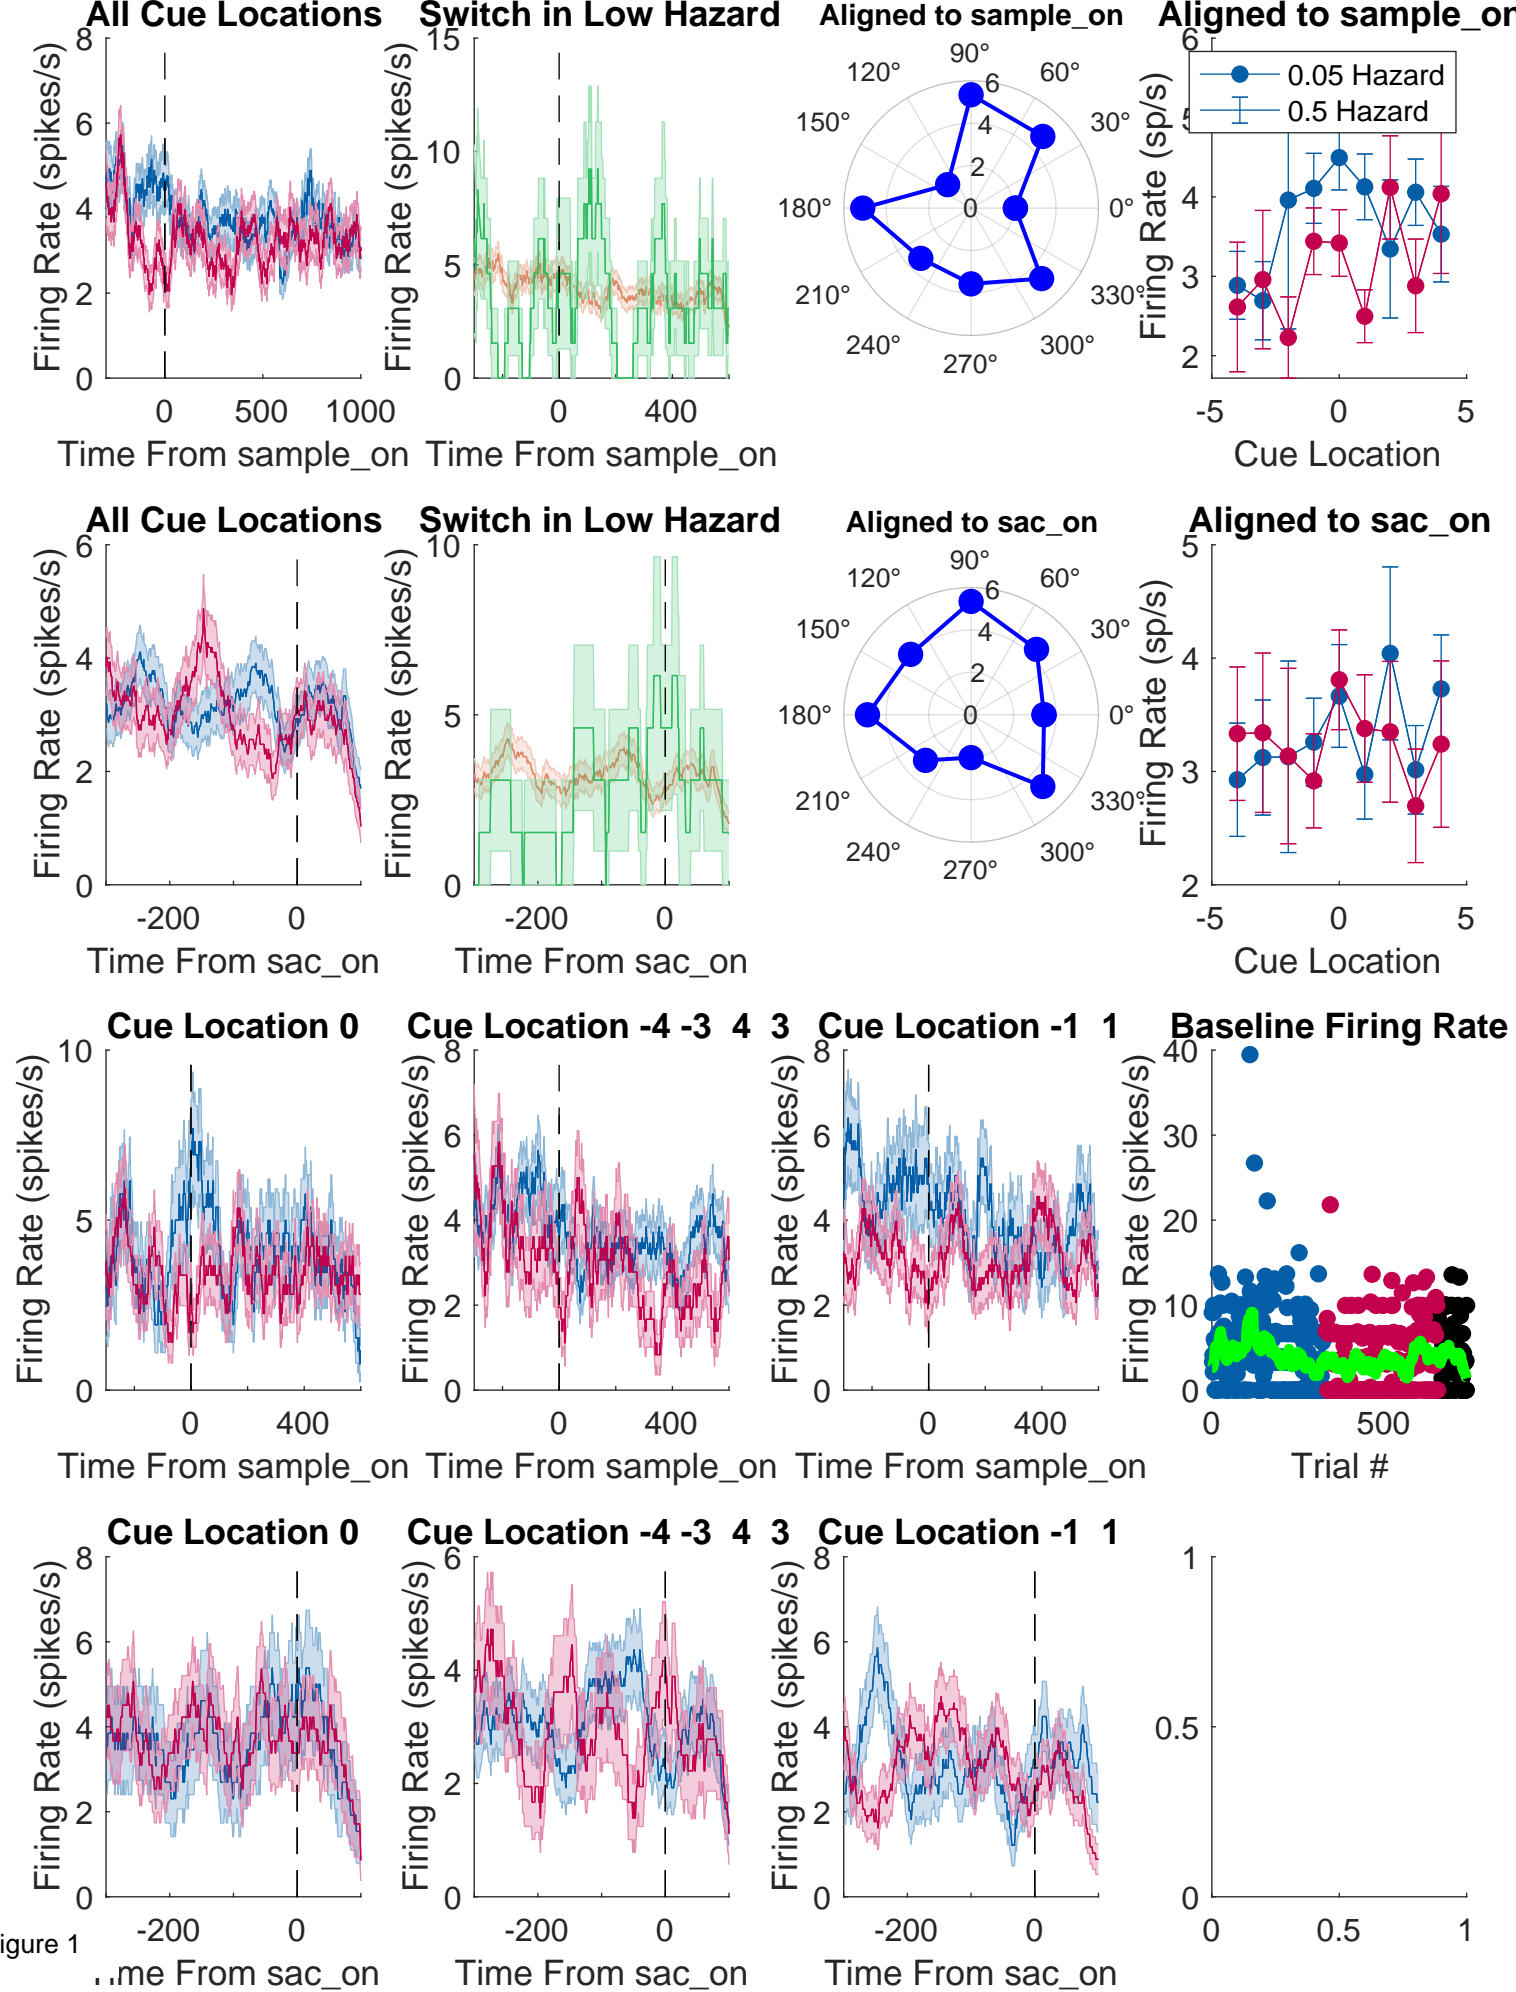 All Cue Locations
Switch in Low Hazard
Aligned to sample_on
Aligned to sample_on
Firing Rate (spikes/s)
8
6
4
2
0
0 500 1000
Time From sample_on
Firing Rate (spikes/s)
15
10
5
0
0 400
Time From sample_on
0° 30° 60° 90° 120° 150° 180° 210° 240° 270° 300° 330°
0 2 4 6
Firing Rate (sp/s)
6
5
4
3
2
-5 0 5
Cue Location
0.05 Hazard
0.5 Hazard
All Cue Locations
Switch in Low Hazard
Aligned to sac_on
Aligned to sac_on
Firing Rate (spikes/s)
6
4
2
0
-200 0
Time From sac_on
Firing Rate (spikes/s)
10
5
0
-200 0
Time From sac_on
0° 30° 60° 90° 120° 150° 180° 210° 240° 270° 300° 330°
0 2 4 6
Firing Rate (sp/s)
5
4
3
2
-5 0 5
Cue Location
Cue Location 0
Cue Location -4 -3 4 3
Cue Location -1 1
Baseline Firing Rate
Firing Rate (spikes/s)
10
5
0
0 400
Time From sample_on
Firing Rate (spikes/s)
8
6
4
2
0
0 400
Time From sample_on
Firing Rate (spikes/s)
8
6
4
2
0
0 400
Time From sample_on
Firing Rate (spikes/s)
40
30
20
10
0
0 500
Trial #
Cue Location 0
Cue Location -4 -3 4 3
Cue Location -1 1
Firing Rate (spikes/s)
8
6
4
2
0
-200 0
Time From sac_on
Firing Rate (spikes/s)
6
4
2
0
-200 0
Time From sac_on
Firing Rate (spikes/s)
8
6
4
2
0
-200 0
Time From sac_on
1
0.5
0
0 0.5 1
igure 1